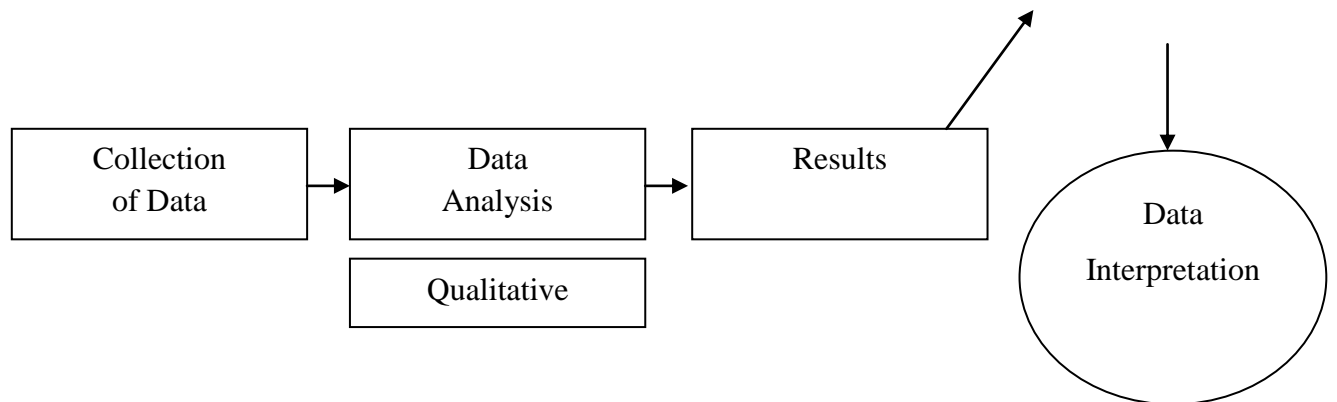 Collection
of Data
Data
Analysis
Results
Qualitative
Data
Interpretation